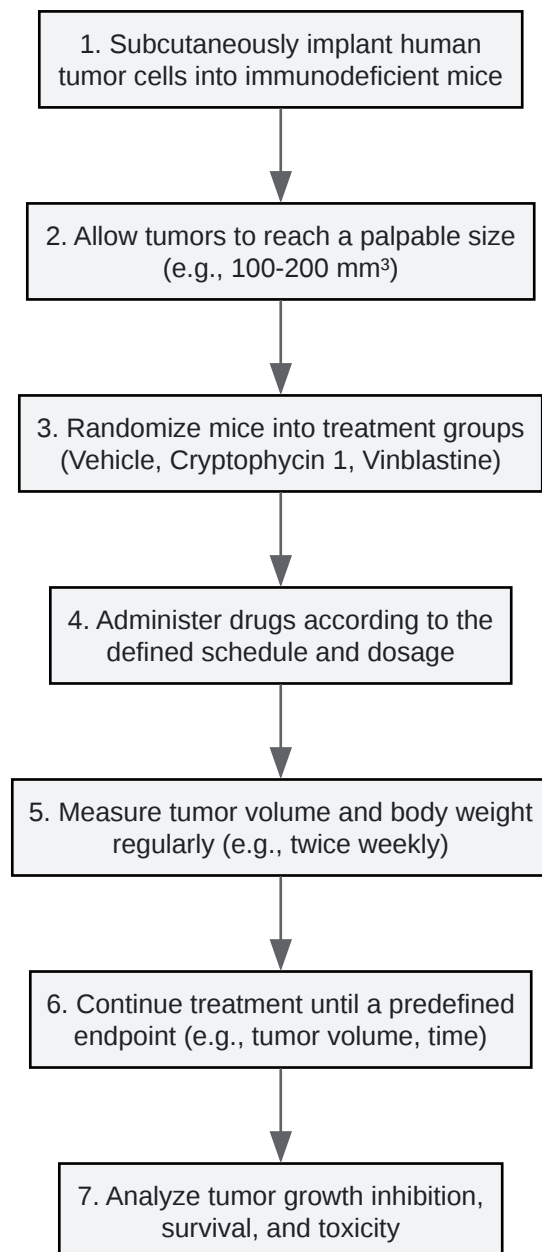 1. Subcutaneously implant human
tumor cells into immunodeficient mice
2. Allow tumors to reach a palpable size
(e.g., 100-200 mm³)
3. Randomize mice into treatment groups
(Vehicle, Cryptophycin 1, Vinblastine)
4. Administer drugs according to the
defined schedule and dosage
5. Measure tumor volume and body weight
regularly (e.g., twice weekly)
6. Continue treatment until a predefined
endpoint (e.g., tumor volume, time)
7. Analyze tumor growth inhibition,
survival, and toxicity